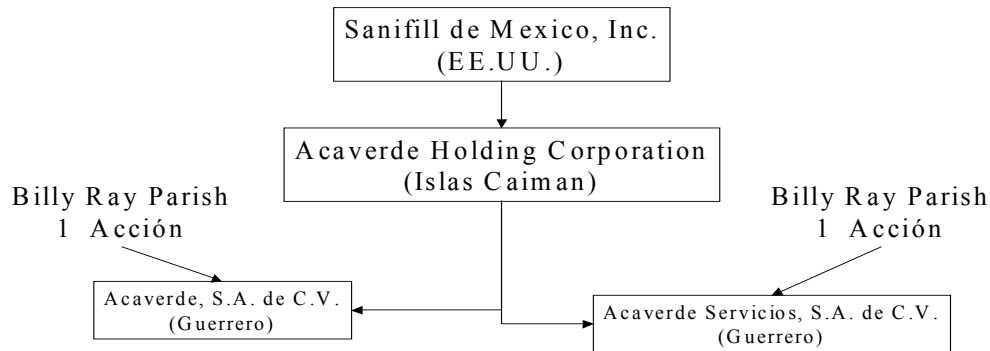 Sanifill de Mexico, Inc.
(EE.UU.)
Acaverde Holding Corporation
(Islas Caiman)
Billy Ray Parish
1 Acción
Billy Ray Parish
1 Acción
Acaverde, S.A. de C.V.
(Guerrero)
Acaverde Servicios, S.A. de C.V.
(Guerrero)